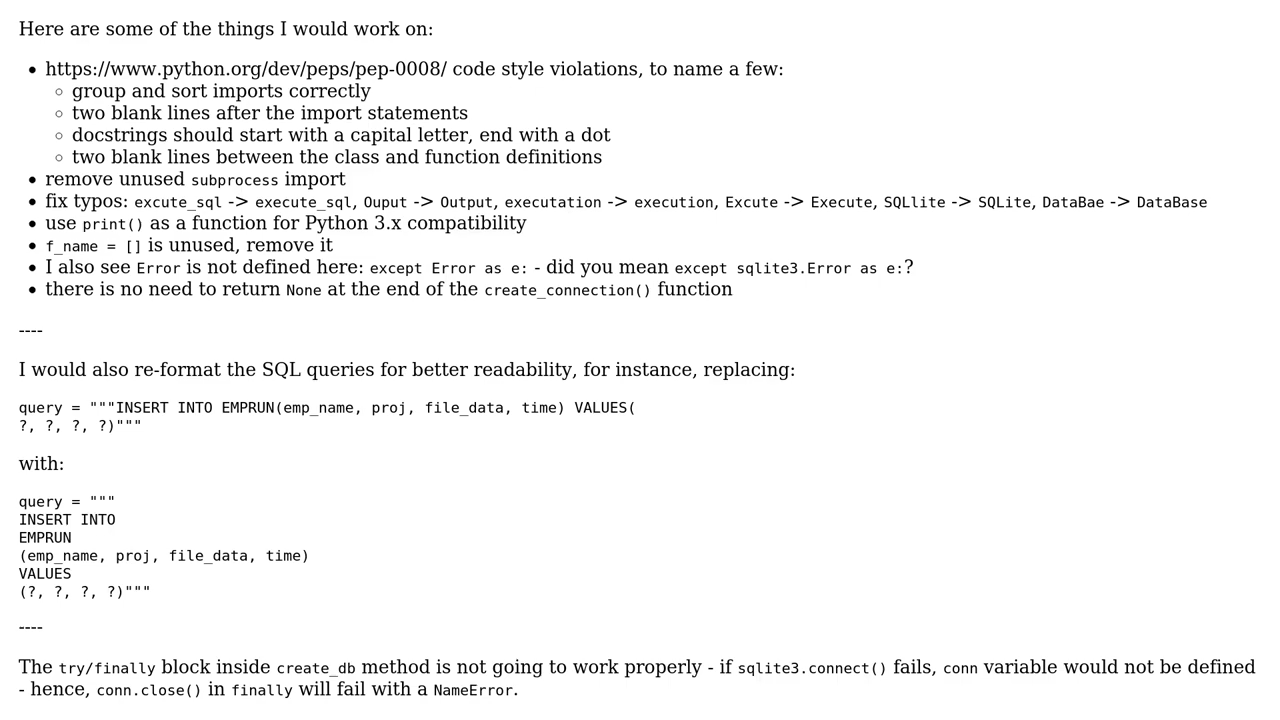 Here are some of the things I would work on:
• https://www.python.org/dev/peps/pep-0008/ code style violations, to name a few:
◦ group and sort imports correctly
◦ two blank lines after the import statements
◦ docstrings should start with a capital letter, end with a dot
◦ two blank lines between the class and function definitions
• remove unused subprocess import
• fix typos: excute_sql -> execute_sql, Ouput -> Output, executation -> execution, Excute -> Execute, SQLlite -> SQLite, DataBae -> DataBase
• use print() as a function for Python 3.x compatibility
• f_name = [] is unused, remove it
• I also see Error is not defined here: except Error as e: - did you mean except sqlite3.Error as e:?
• there is no need to return None at the end of the create_connection() function
----
I would also re-format the SQL queries for better readability, for instance, replacing:
query = """INSERT INTO EMPRUN(emp_name, proj, file_data, time) VALUES(
?, ?, ?, ?)"""
with:
query = """
INSERT INTO
EMPRUN
(emp_name, proj, file_data, time)
VALUES
(?, ?, ?, ?)"""
----
The try/finally block inside create_db method is not going to work properly - if sqlite3.connect() fails, conn variable would not be defined
- hence, conn.close() in finally will fail with a NameError.